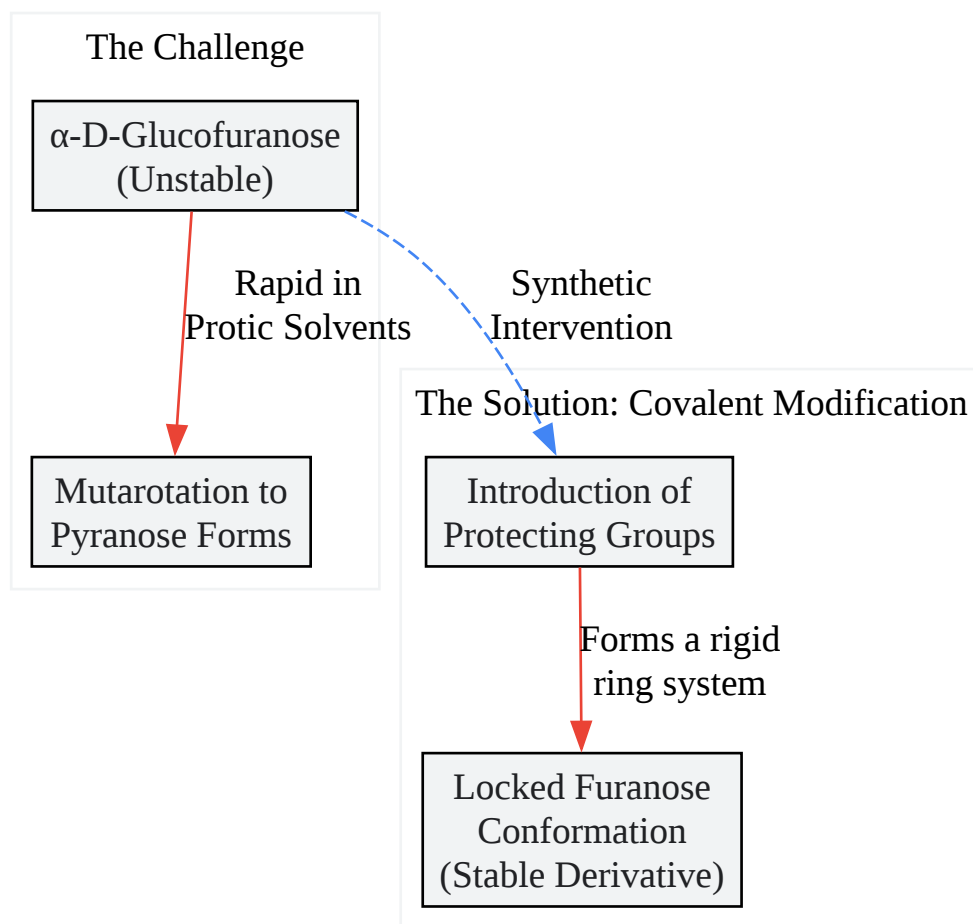 The Challenge
α-D-Glucofuranose
(Unstable)
Rapid in
Protic Solvents
Synthetic
Intervention
Mutarotation to
Pyranose Forms
The Solution: Covalent Modification
Introduction of
Protecting Groups
Forms a rigid
ring system
Locked Furanose
Conformation
(Stable Derivative)